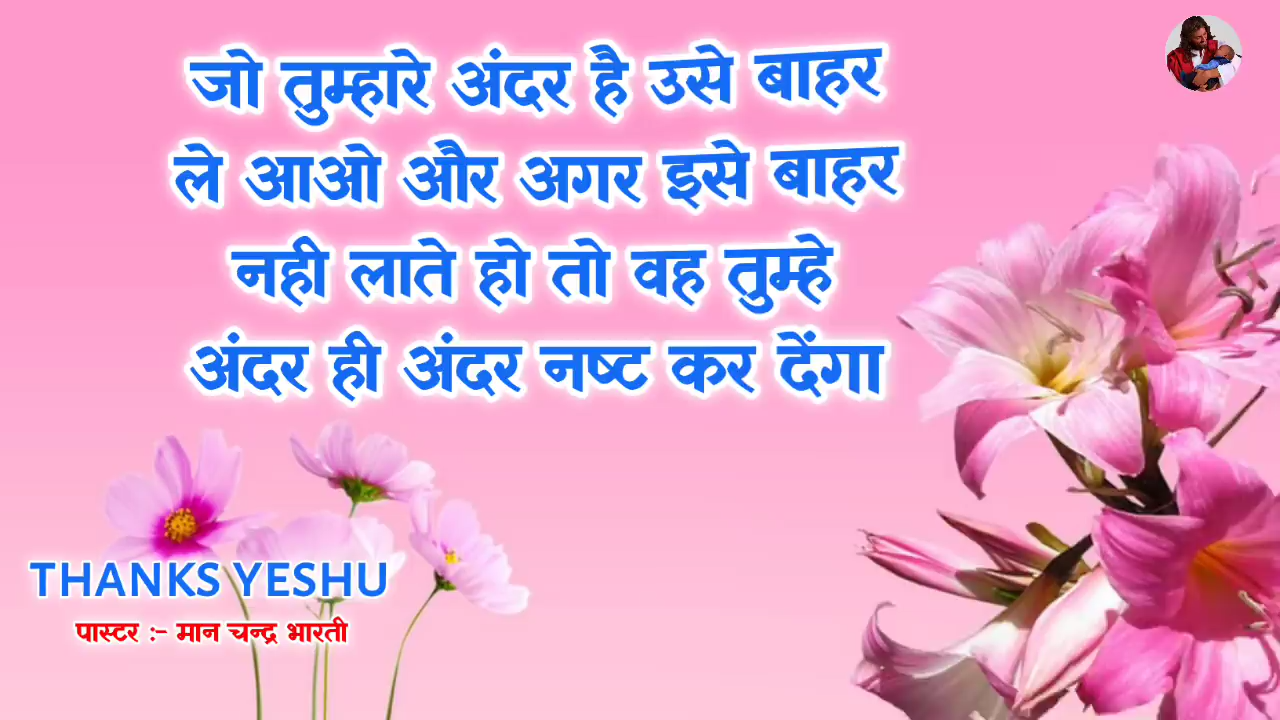 जो तुम्हारे अंदर है उसे बाहर
ले आओ और अगर इसे बाहर
नही लाते हो तो वह तुम्हे
अंदर ही अंदर नष्ट कर देंगा
THANKS YESHU
पास्टर :- मान चन्द्र भारती